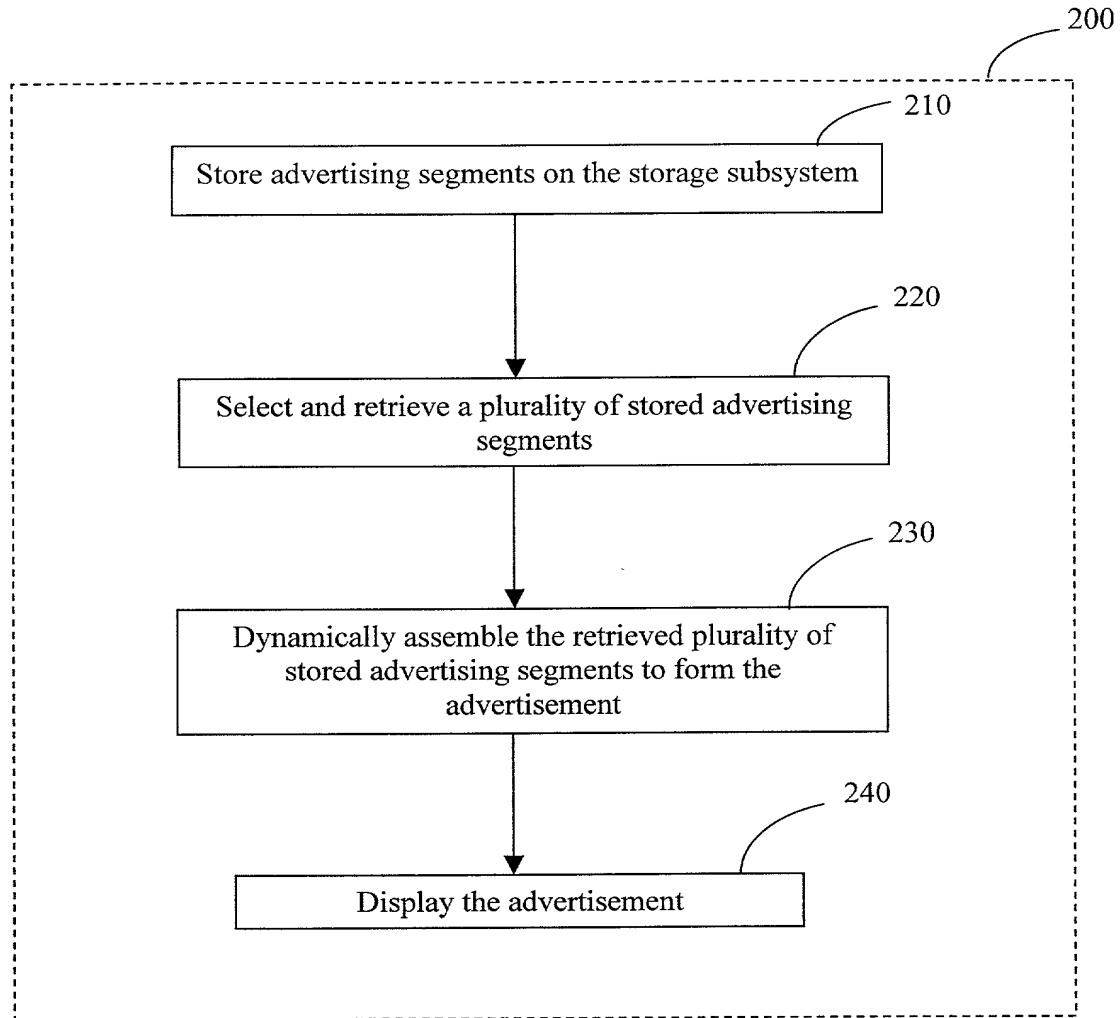 200
210
Store advertising segments on the storage subsystem
220
Select and retrieve a plurality of stored advertising
segments
230
Dynamically assemble the retrieved plurality of
stored advertising segments to form the
advertisement
240
Display the advertisement